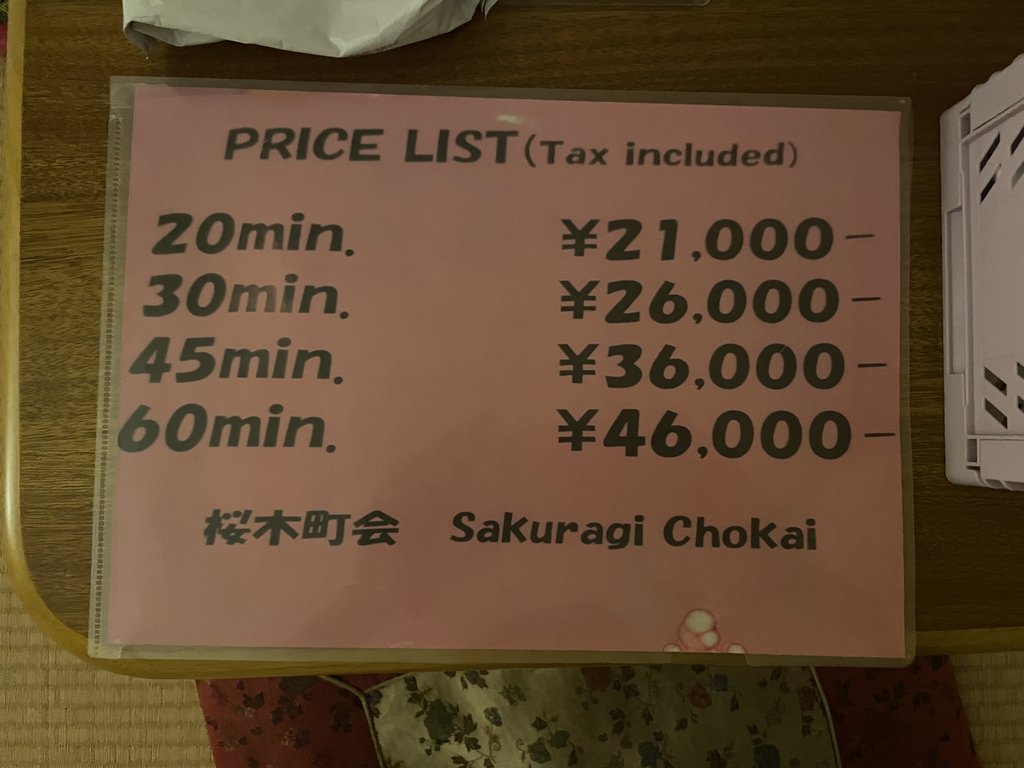 PRICE LIST(Tax included)
20min. ¥21,000−
30min. ¥26,000−
45min. ¥36,000−
60min. ¥46,000−
桜木町会 Sakuragi Chokai